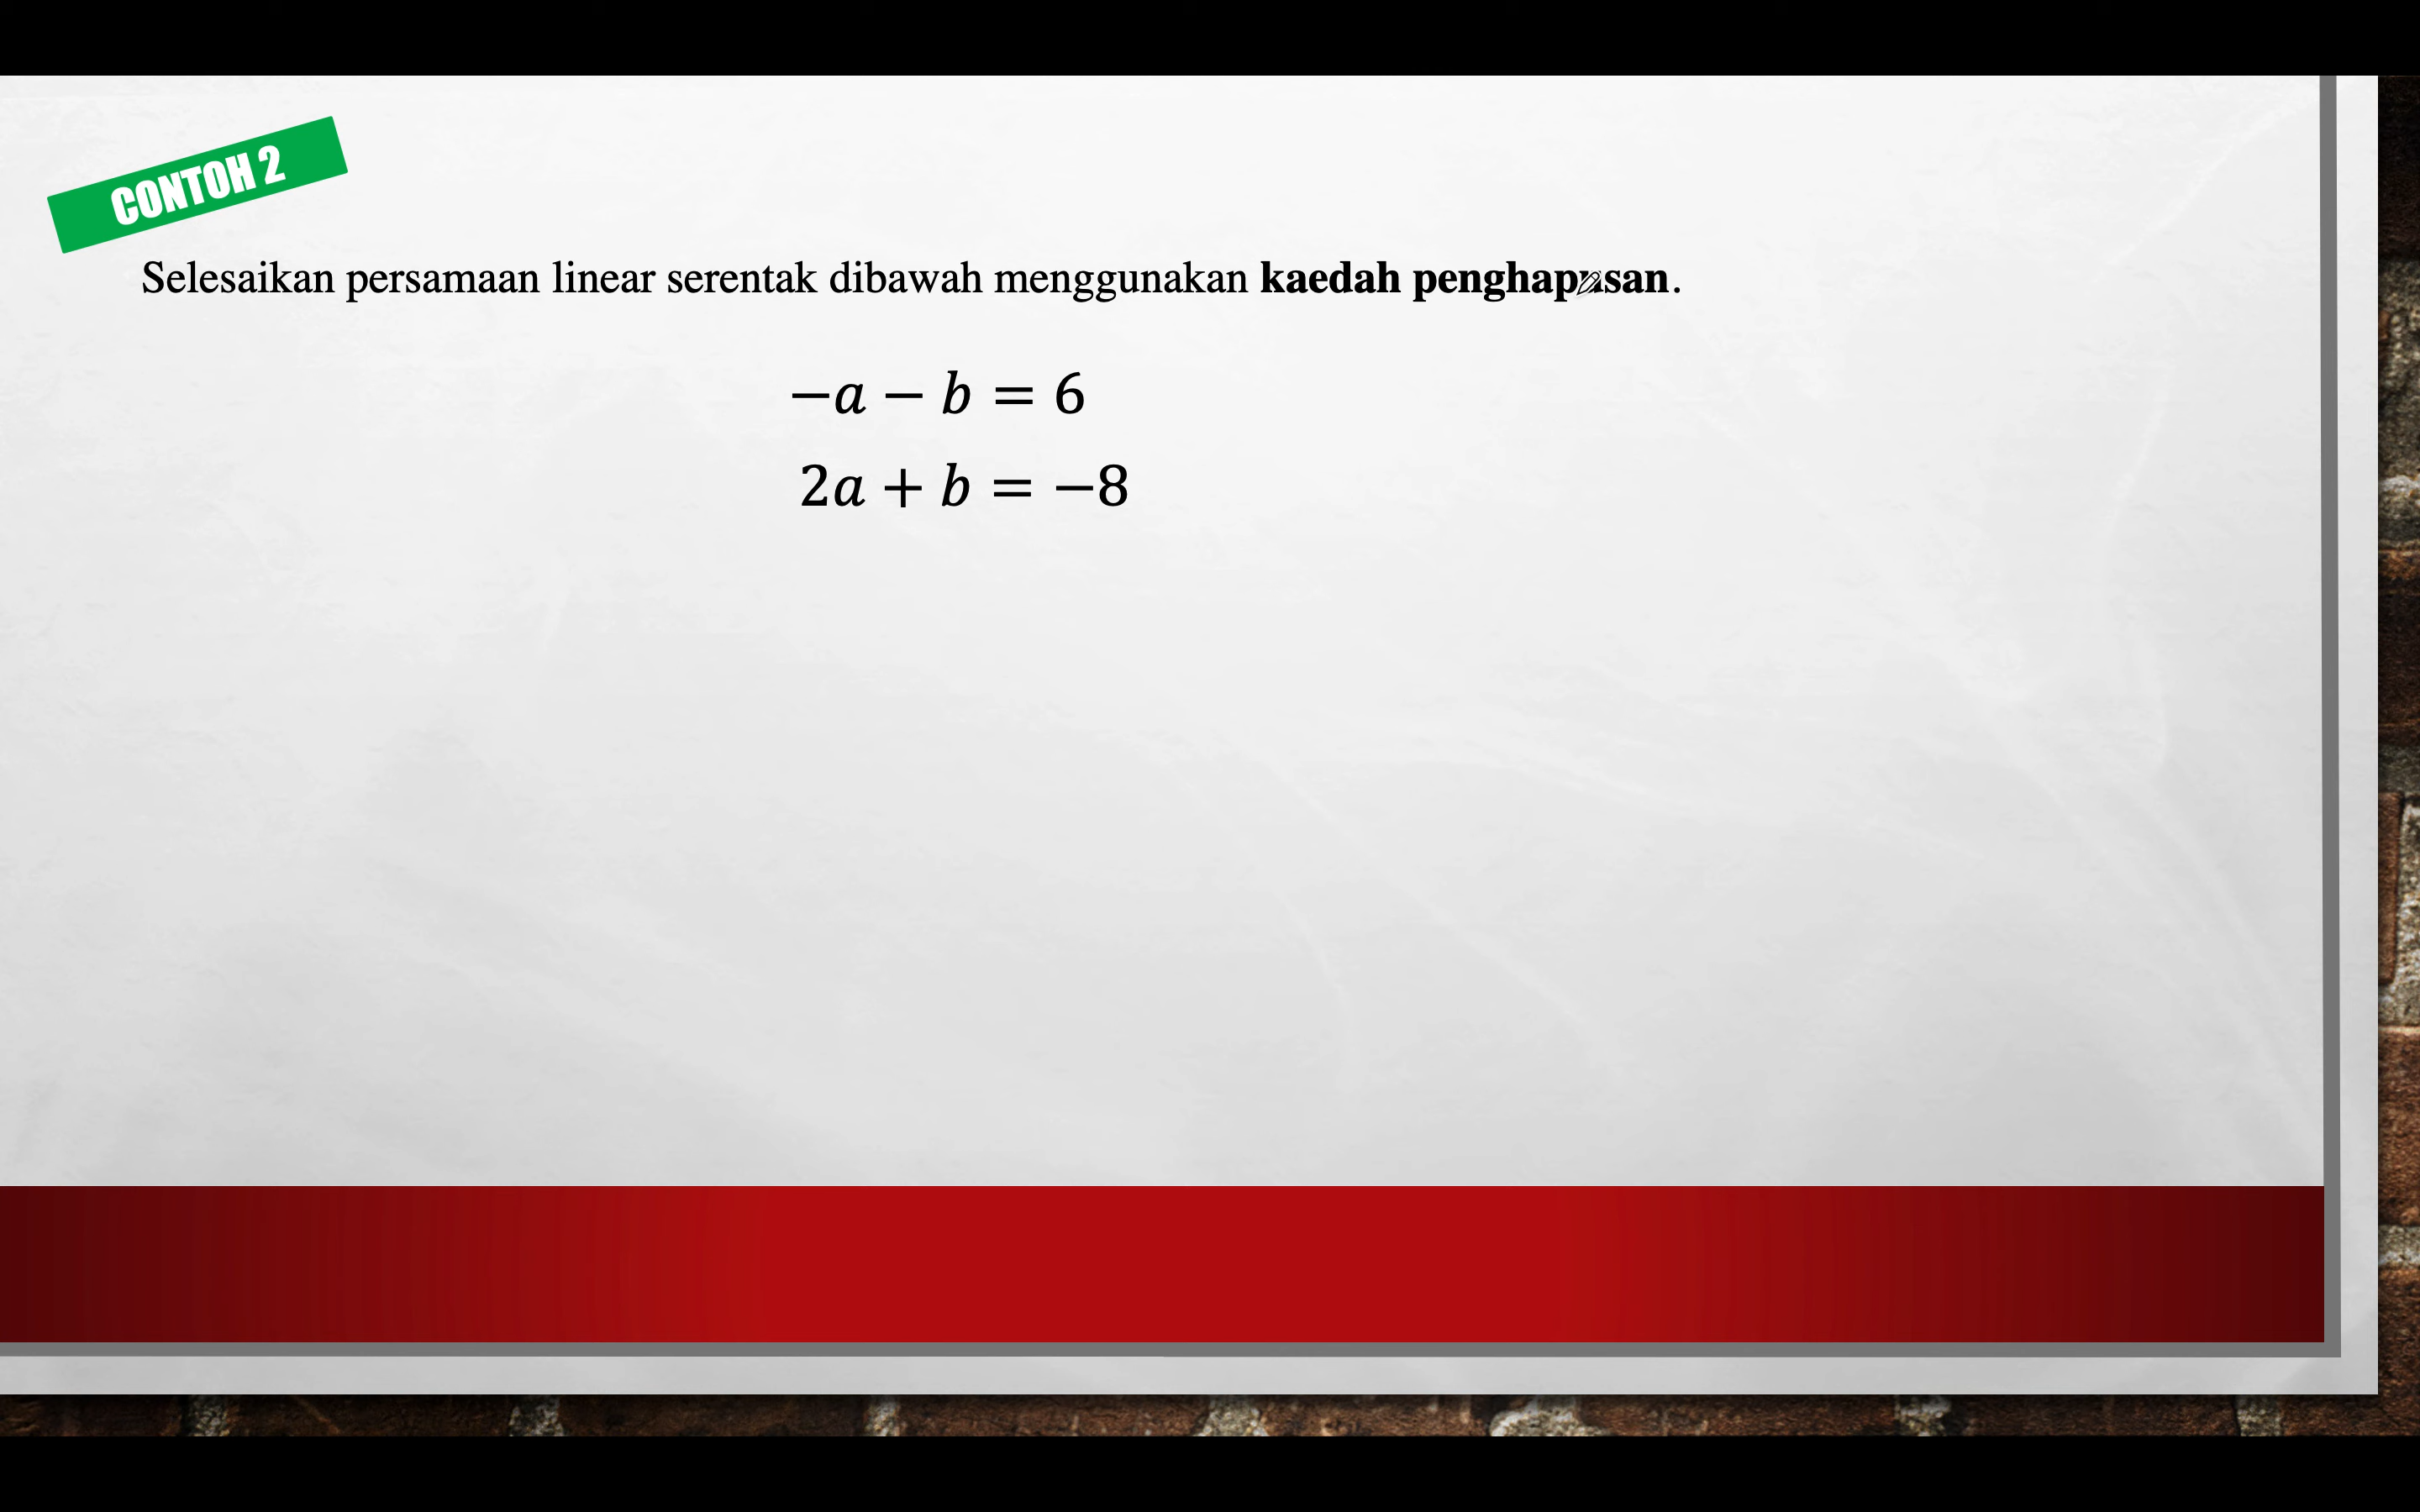 CONTOH 2
Selesaikan persamaan linear serentak dibawah menggunakan kaedah penghapusan.
−a − b = 6
2a + b = −8